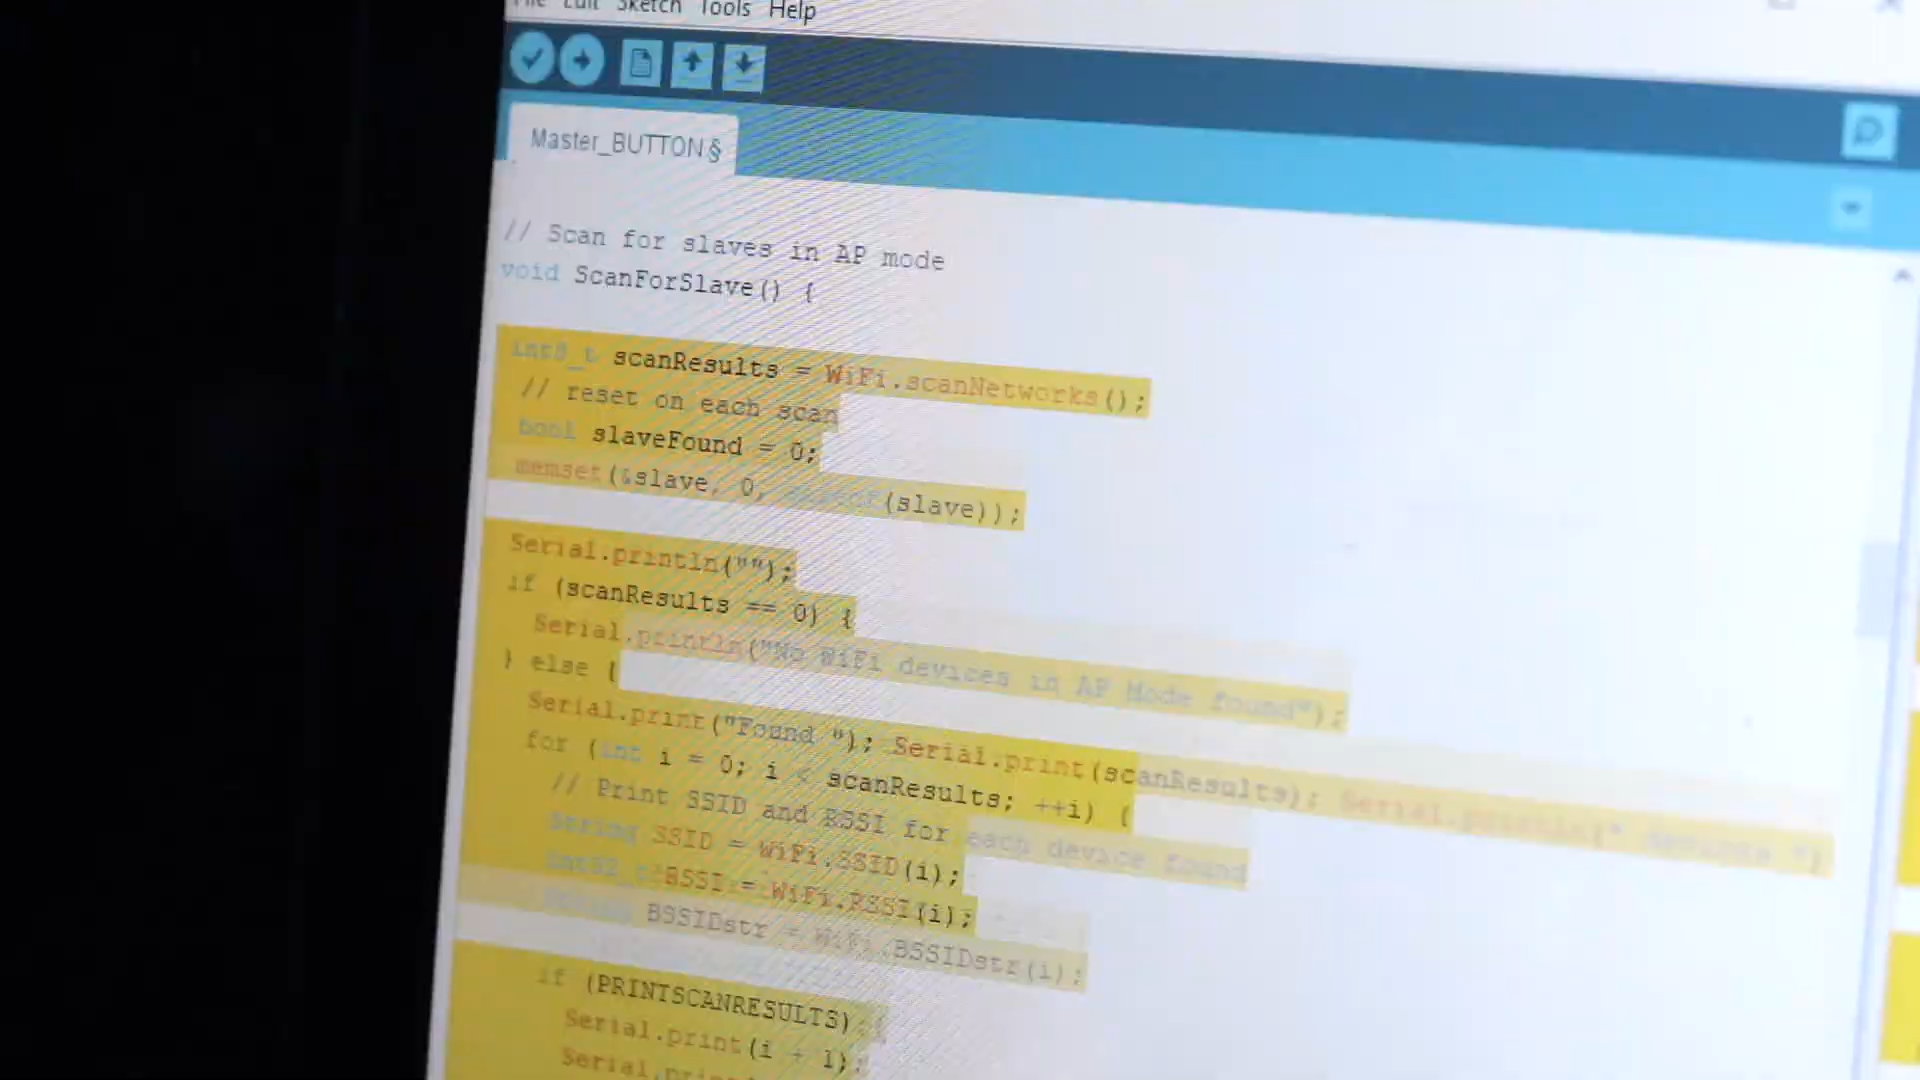 File Edit Sketch Tools Help
Master_BUTTON§
// Scan for slaves in AP mode
void ScanForSlave() {
int8_t scanResults = WiFi.scanNetworks();
// reset on each scan
bool slaveFound = 0;
memset(&slave, 0, sizeof(slave));
Serial.println("");
if (scanResults == 0) {
Serial.println("No WiFi devices in AP Mode found");
} else {
Serial.print("Found "); Serial.print(scanResults); Serial.println(" devices ");
for (int i = 0; i < scanResults; ++i) {
// Print SSID and RSSI for each device found
String SSID = WiFi.SSID(i);
int32_t RSSI = WiFi.RSSI(i);
String BSSIDstr = WiFi.BSSIDstr(i);
if (PRINTSCANRESULTS) {
Serial.print(i + 1);